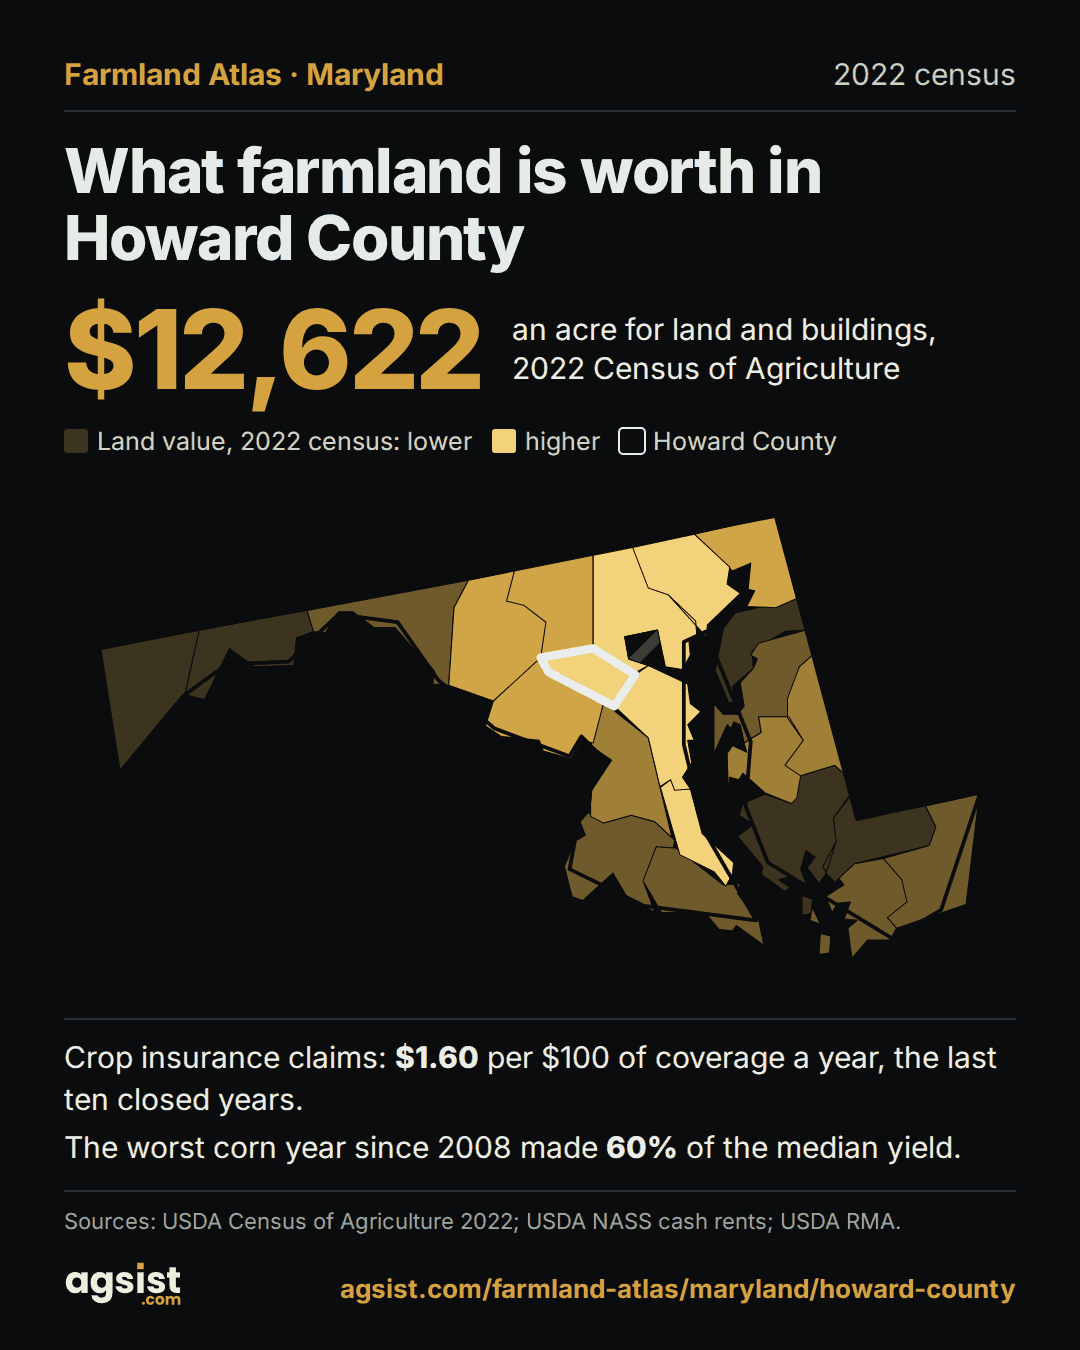 Farmland Atlas · Maryland
2022 census
What farmland is worth in
Howard County
$12,622
an acre for land and buildings,
2022 Census of Agriculture
Land value, 2022 census: lower
higher
Howard County
Crop insurance claims: $1.60 per $100 of coverage a year, the last
ten closed years.
The worst corn year since 2008 made 60% of the median yield.
Sources: USDA Census of Agriculture 2022; USDA NASS cash rents; USDA RMA.
agsist
.com
agsist.com/farmland-atlas/maryland/howard-county